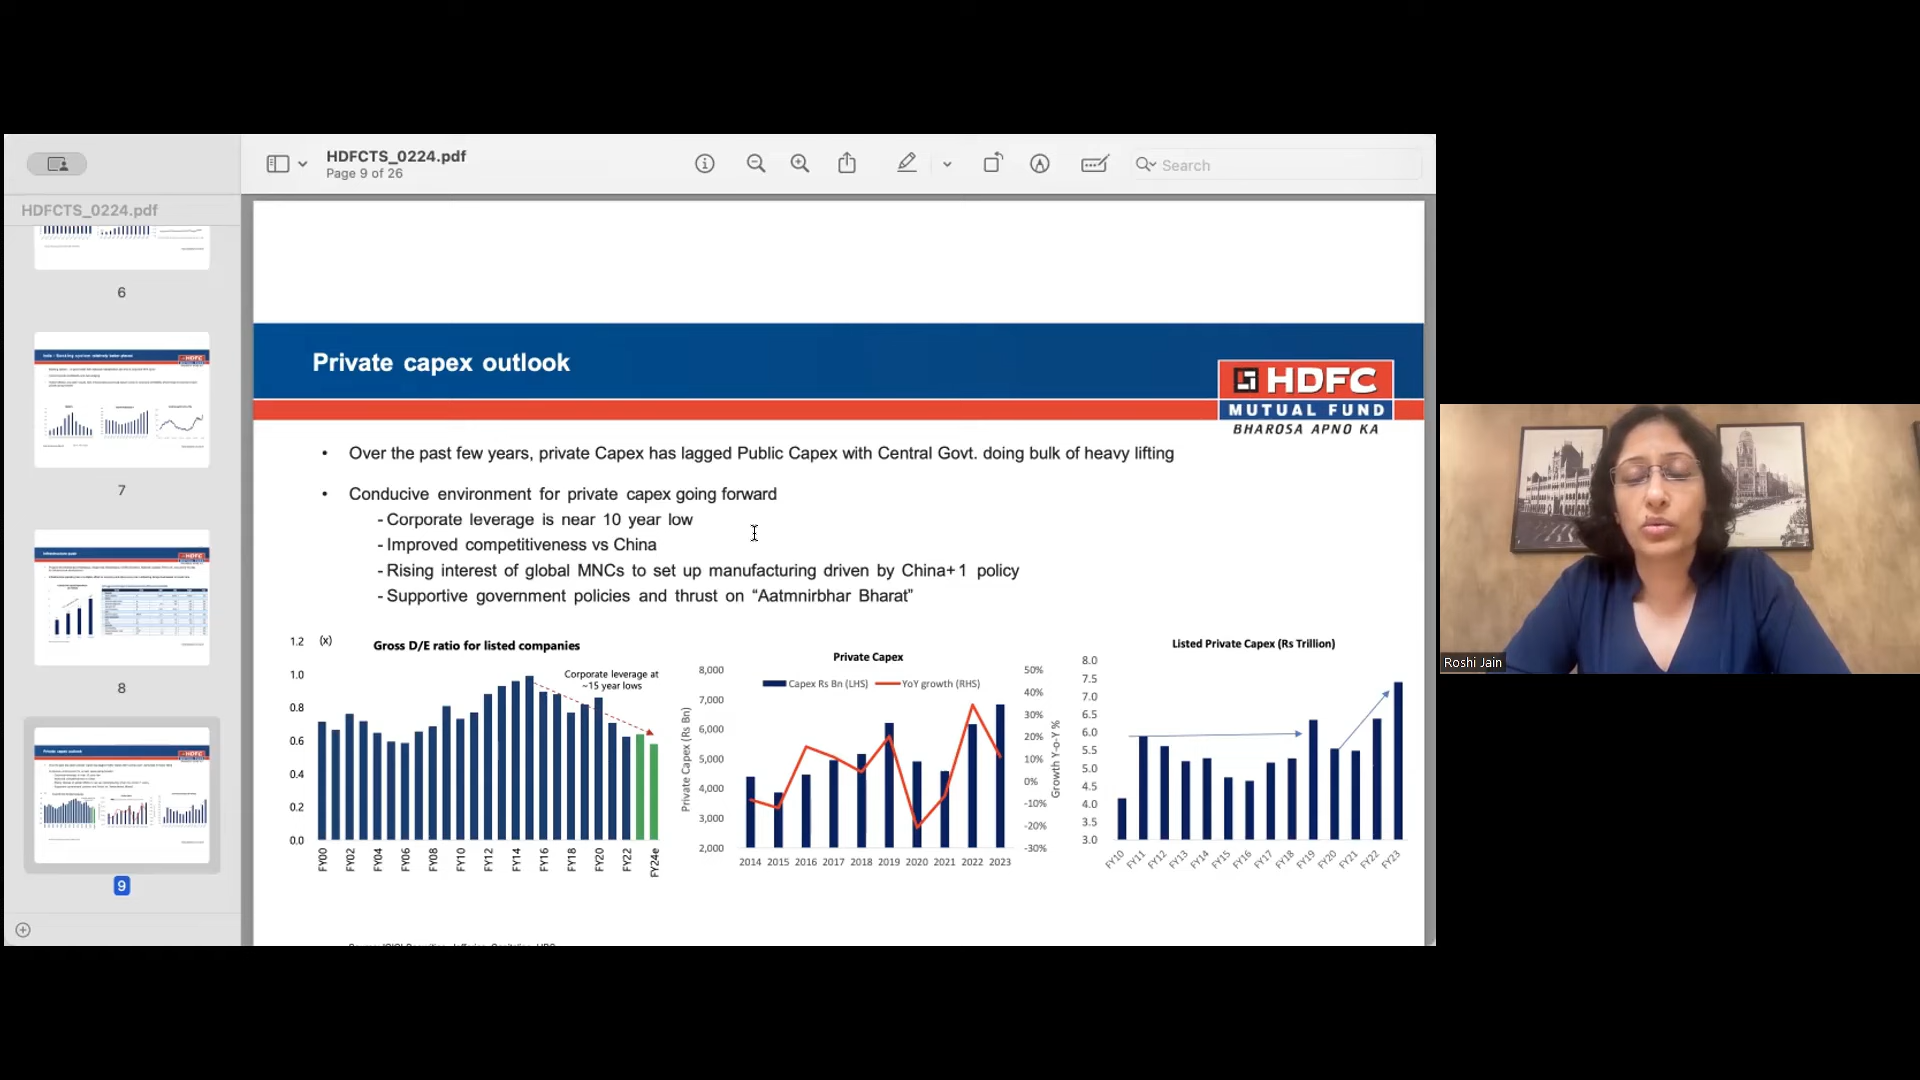 HDFCTS_0224.pdf
Page 9 of 26
Search
HDFCTS_0224.pdf
6
7
8
9
Private capex outlook
HDFC
MUTUAL FUND
BHAROSA APNO KA
• Over the past few years, private Capex has lagged Public Capex with Central Govt. doing bulk of heavy lifting
• Conducive environment for private capex going forward
- Corporate leverage is near 10 year low
- Improved competitiveness vs China
- Rising interest of global MNCs to set up manufacturing driven by China+1 policy
- Supportive government policies and thrust on “Aatmnirbhar Bharat”
Gross D/E ratio for listed companies
(x)
Corporate leverage at
~15 year lows
1.2
1.0
0.8
0.6
0.4
0.2
0.0
FY00 FY02 FY04 FY06 FY08 FY10 FY12 FY14 FY16 FY18 FY20 FY22 FY24e
Private Capex
Capex Rs Bn (LHS) YoY growth (RHS)
Private Capex (Rs Bn)
8,000
7,000
6,000
5,000
4,000
3,000
2,000
50%
40%
30%
20%
10%
0%
-10%
-20%
-30%
Growth Y-o-Y %
2014 2015 2016 2017 2018 2019 2020 2021 2022 2023
Listed Private Capex (Rs Trillion)
8.0
7.5
7.0
6.5
6.0
5.5
5.0
4.5
4.0
3.5
3.0
FY10 FY11 FY12 FY13 FY14 FY15 FY16 FY17 FY18 FY19 FY20 FY21 FY22 FY23
Roshi Jain